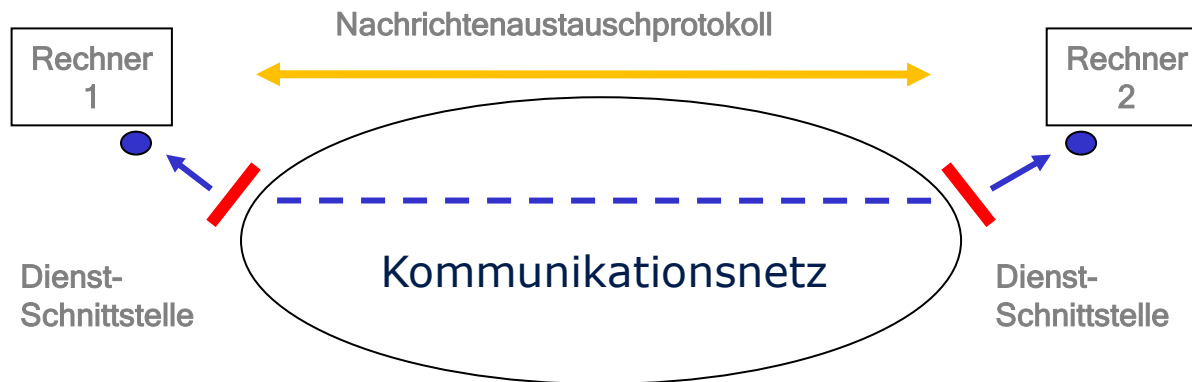 Nachrichtenaustauschprotokoll
Rechner
1
Rechner
2
Kommunikationsnetz
Dienst-
Schnittstelle
Dienst-
Schnittstelle